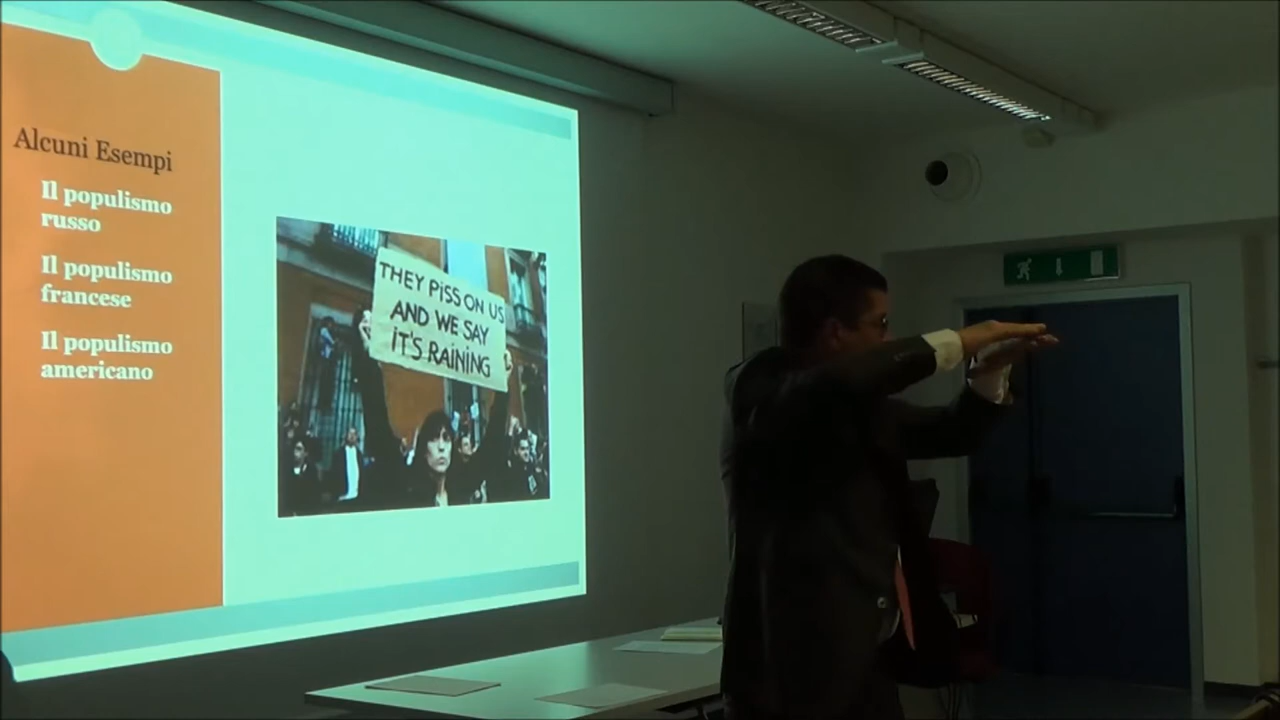 Alcuni Esempi
Il populismo
russo
Il populismo
francese
Il populismo
americano
THEY PISS ON US
AND WE SAY
IT'S RAINING